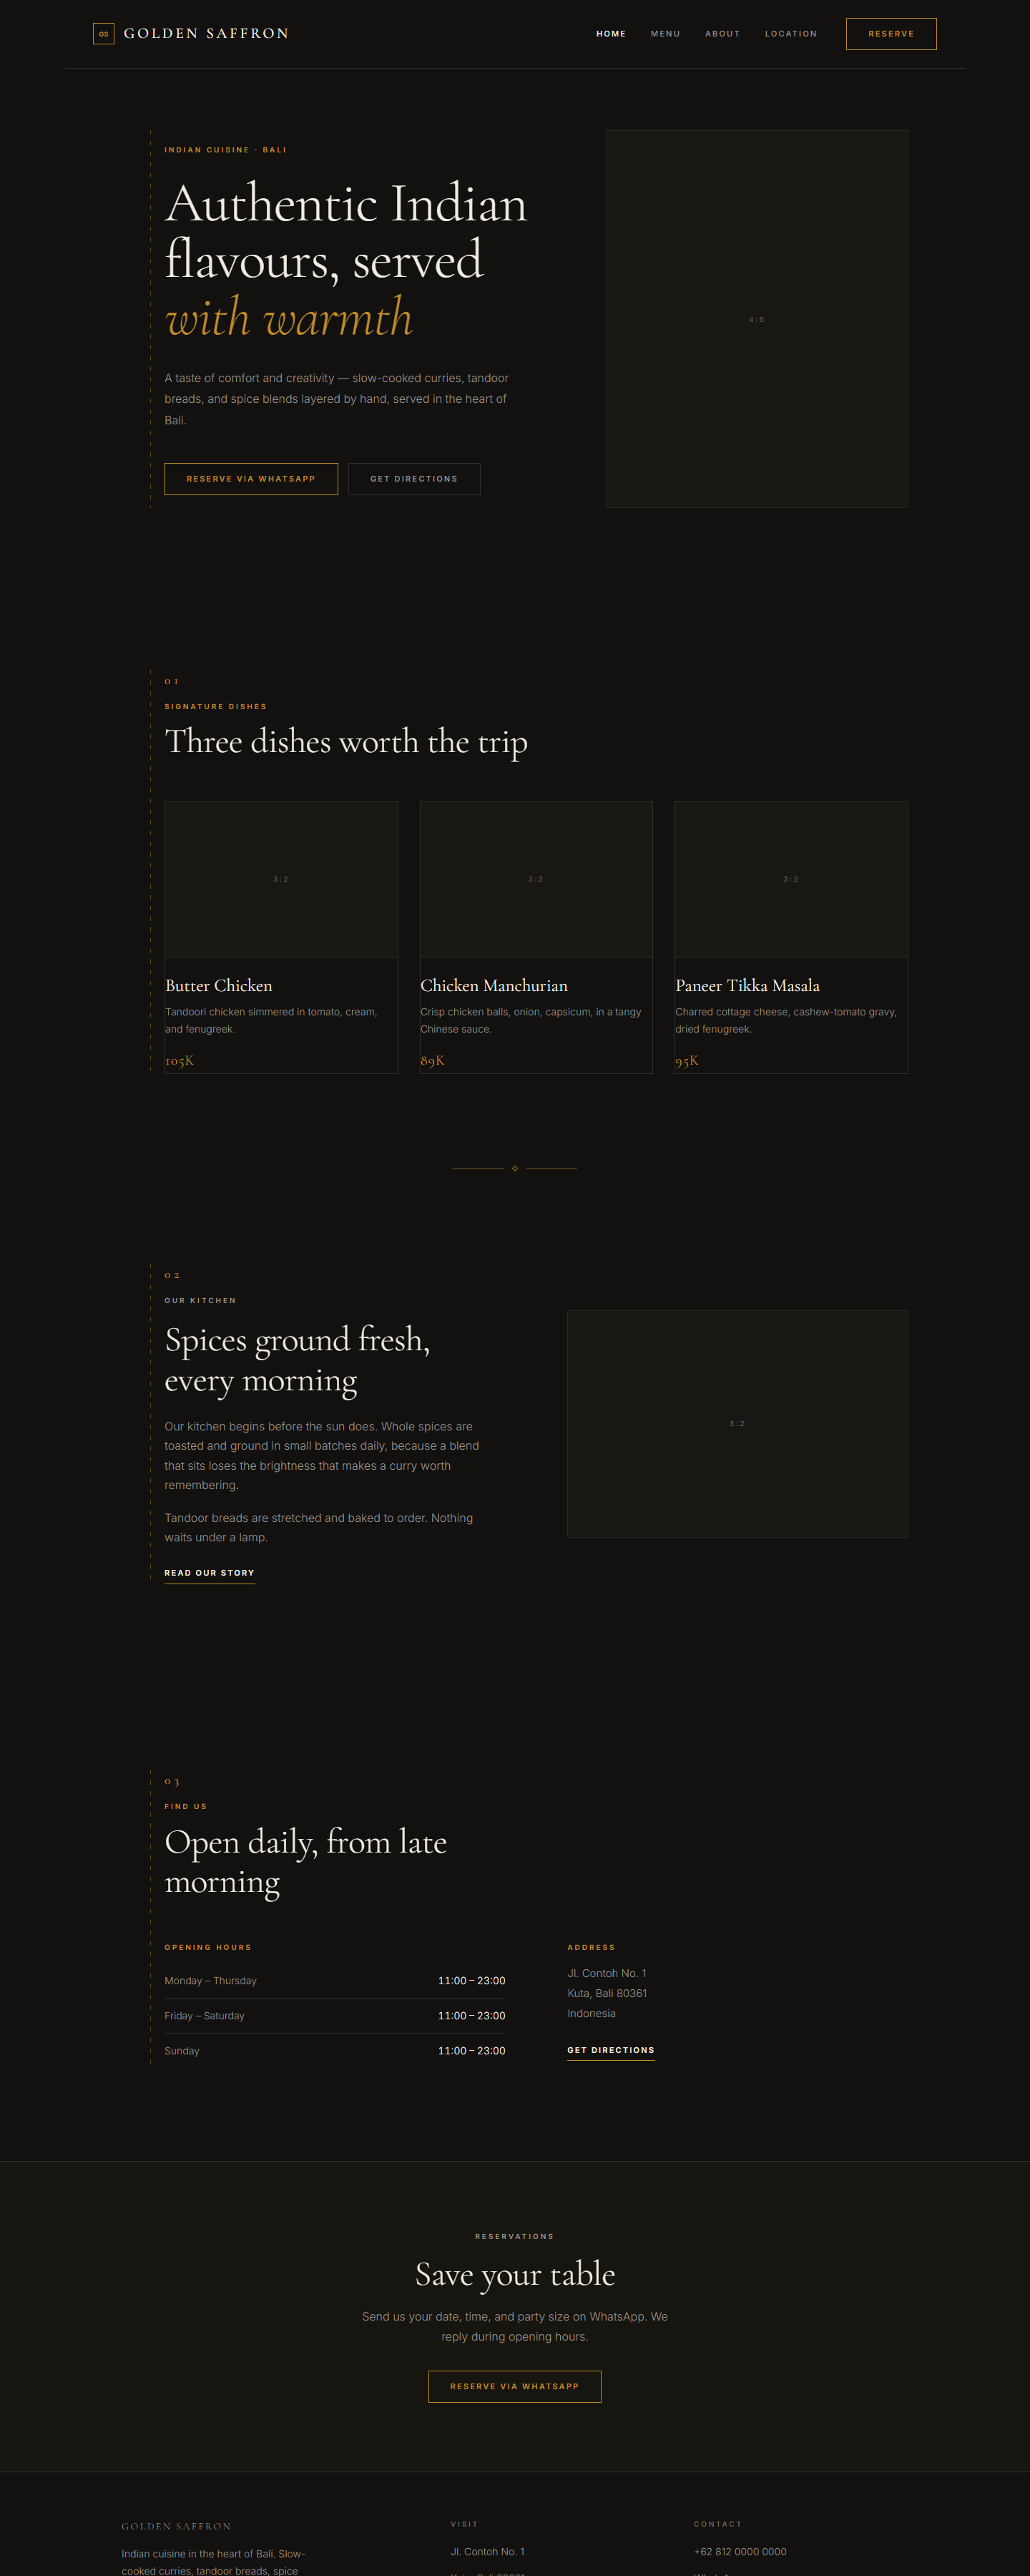 GS GOLDEN SAFFRON
HOME MENU ABOUT LOCATION RESERVE
INDIAN CUISINE · BALI
Authentic Indian
flavours, served
with warmth
4:5
A taste of comfort and creativity — slow-cooked curries, tandoor
breads, and spice blends layered by hand, served in the heart of
Bali.
RESERVE VIA WHATSAPP GET DIRECTIONS
01
SIGNATURE DISHES
Three dishes worth the trip
3:2 3:2 3:2
Butter Chicken
Tandoori chicken simmered in tomato, cream,
and fenugreek.
105K
Chicken Manchurian
Crisp chicken balls, onion, capsicum, in a tangy
Chinese sauce.
89K
Paneer Tikka Masala
Charred cottage cheese, cashew-tomato gravy,
dried fenugreek.
95K
02
OUR KITCHEN
Spices ground fresh,
every morning
Our kitchen begins before the sun does. Whole spices are
toasted and ground in small batches daily, because a blend
that sits loses the brightness that makes a curry worth
remembering.
Tandoor breads are stretched and baked to order. Nothing
waits under a lamp.
READ OUR STORY
3:2
03
FIND US
Open daily, from late
morning
OPENING HOURS
Monday – Thursday 11:00 – 23:00
Friday – Saturday 11:00 – 23:00
Sunday 11:00 – 23:00
ADDRESS
Jl. Contoh No. 1
Kuta, Bali 80361
Indonesia
GET DIRECTIONS
RESERVATIONS
Save your table
Send us your date, time, and party size on WhatsApp. We
reply during opening hours.
RESERVE VIA WHATSAPP
GOLDEN SAFFRON
Indian cuisine in the heart of Bali. Slow-
cooked curries, tandoor breads, spice
VISIT
Jl. Contoh No. 1
CONTACT
+62 812 0000 0000